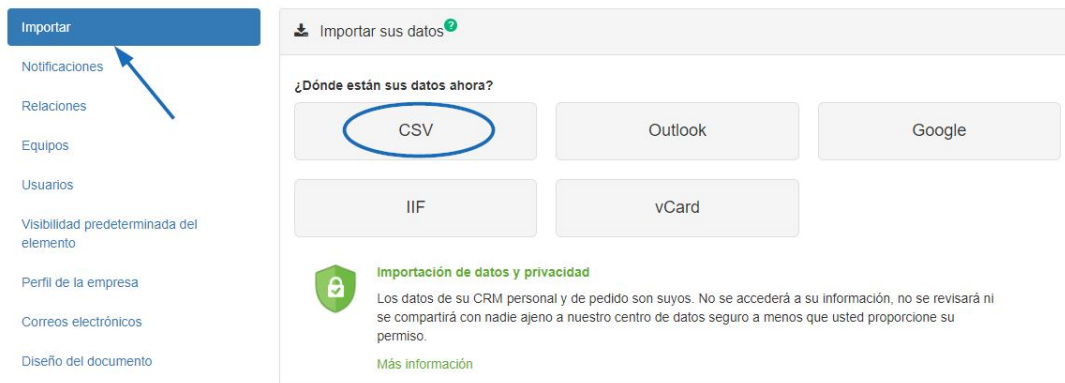 Importar
Notificaciones
Relaciones
Equipos
Usuarios
Visibilidad predeterminada del
elemento
Perfil de la empresa
Correos electrónicos
Diseño del documento
Importar sus datos?
¿Dónde están sus datos ahora?
CSV
Outlook
Google
IIF
vCard
Importación de datos y privacidad
Los datos de su CRM personal y de pedido son suyos. No se accederá a su información, no se revisará ni
se compartirá con nadie ajeno a nuestro centro de datos seguro a menos que usted proporcione su
permiso.
Más información